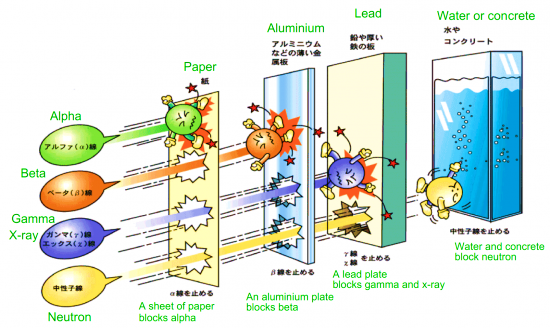 Lead
Water or concrete
水や
コンクリート
Aluminium
鉛や厚い
鉄の板
アルミニウム
などの薄い金
属板
Paper
紙
Alpha
アルファ(α)線
Beta
ベータ(β)線
Gamma
X-ray
ガンマ(γ)線
エックス(χ)線
中性子線
Neutron
α線を止める
A sheet of paper
blocks alpha
β線を止める
An aluminium plate
blocks beta
γ線
χ線 を止める
A lead plate
blocks gamma and x-ray
中性子線を止める
Water and concrete
block neutron